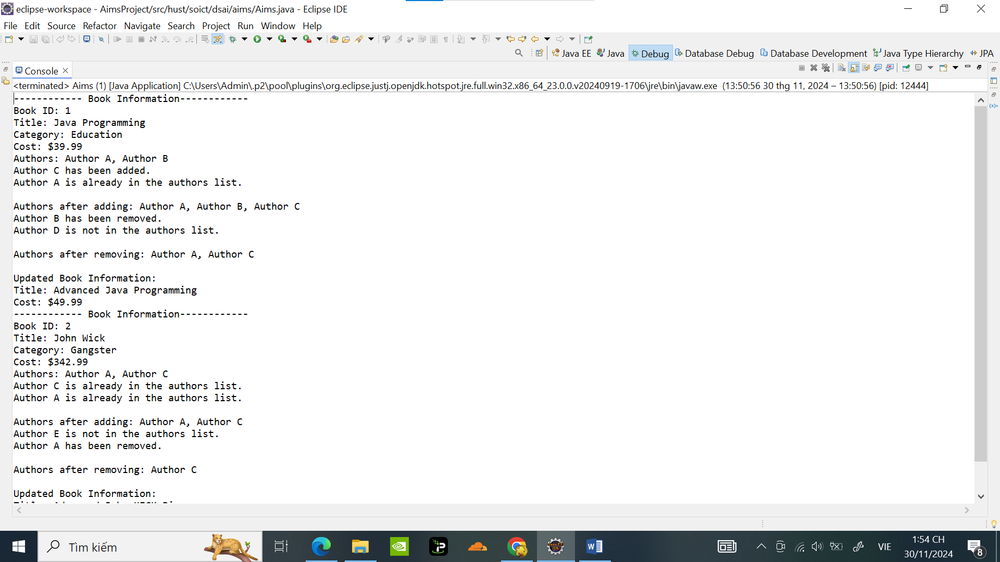 eclipse-workspace - AimsProject/src/hust/soict/dsai/aims/Aims.java - Eclipse IDE
File Edit Source Refactor Navigate Search Project Run Window Help
Java EE Java Debug Database Debug Database Development Java Type Hierarchy JPA
Console
<terminated> Aims (1) [Java Application] C:\Users\Admin\.p2\pool\plugins\org.eclipse.justj.openjdk.hotspot.jre.full.win32.x86_64_23.0.0.v20240919-1706\jre\bin\javaw.exe (13:50:56 30 thg 11, 2024 – 13:50:56) [pid: 12444]
------------ Book Information------------
Book ID: 1
Title: Java Programming
Category: Education
Cost: $39.99
Authors: Author A, Author B
Author C has been added.
Author A is already in the authors list.
Authors after adding: Author A, Author B, Author C
Author B has been removed.
Author D is not in the authors list.
Authors after removing: Author A, Author C
Updated Book Information:
Title: Advanced Java Programming
Cost: $49.99
------------ Book Information------------
Book ID: 2
Title: John Wick
Category: Gangster
Cost: $342.99
Authors: Author A, Author C
Author C is already in the authors list.
Author A is already in the authors list.
Authors after adding: Author A, Author C
Author E is not in the authors list.
Author A has been removed.
Authors after removing: Author C
Updated Book Information:
Tìm kiếm
VIE
1:54 CH
30/11/2024
8